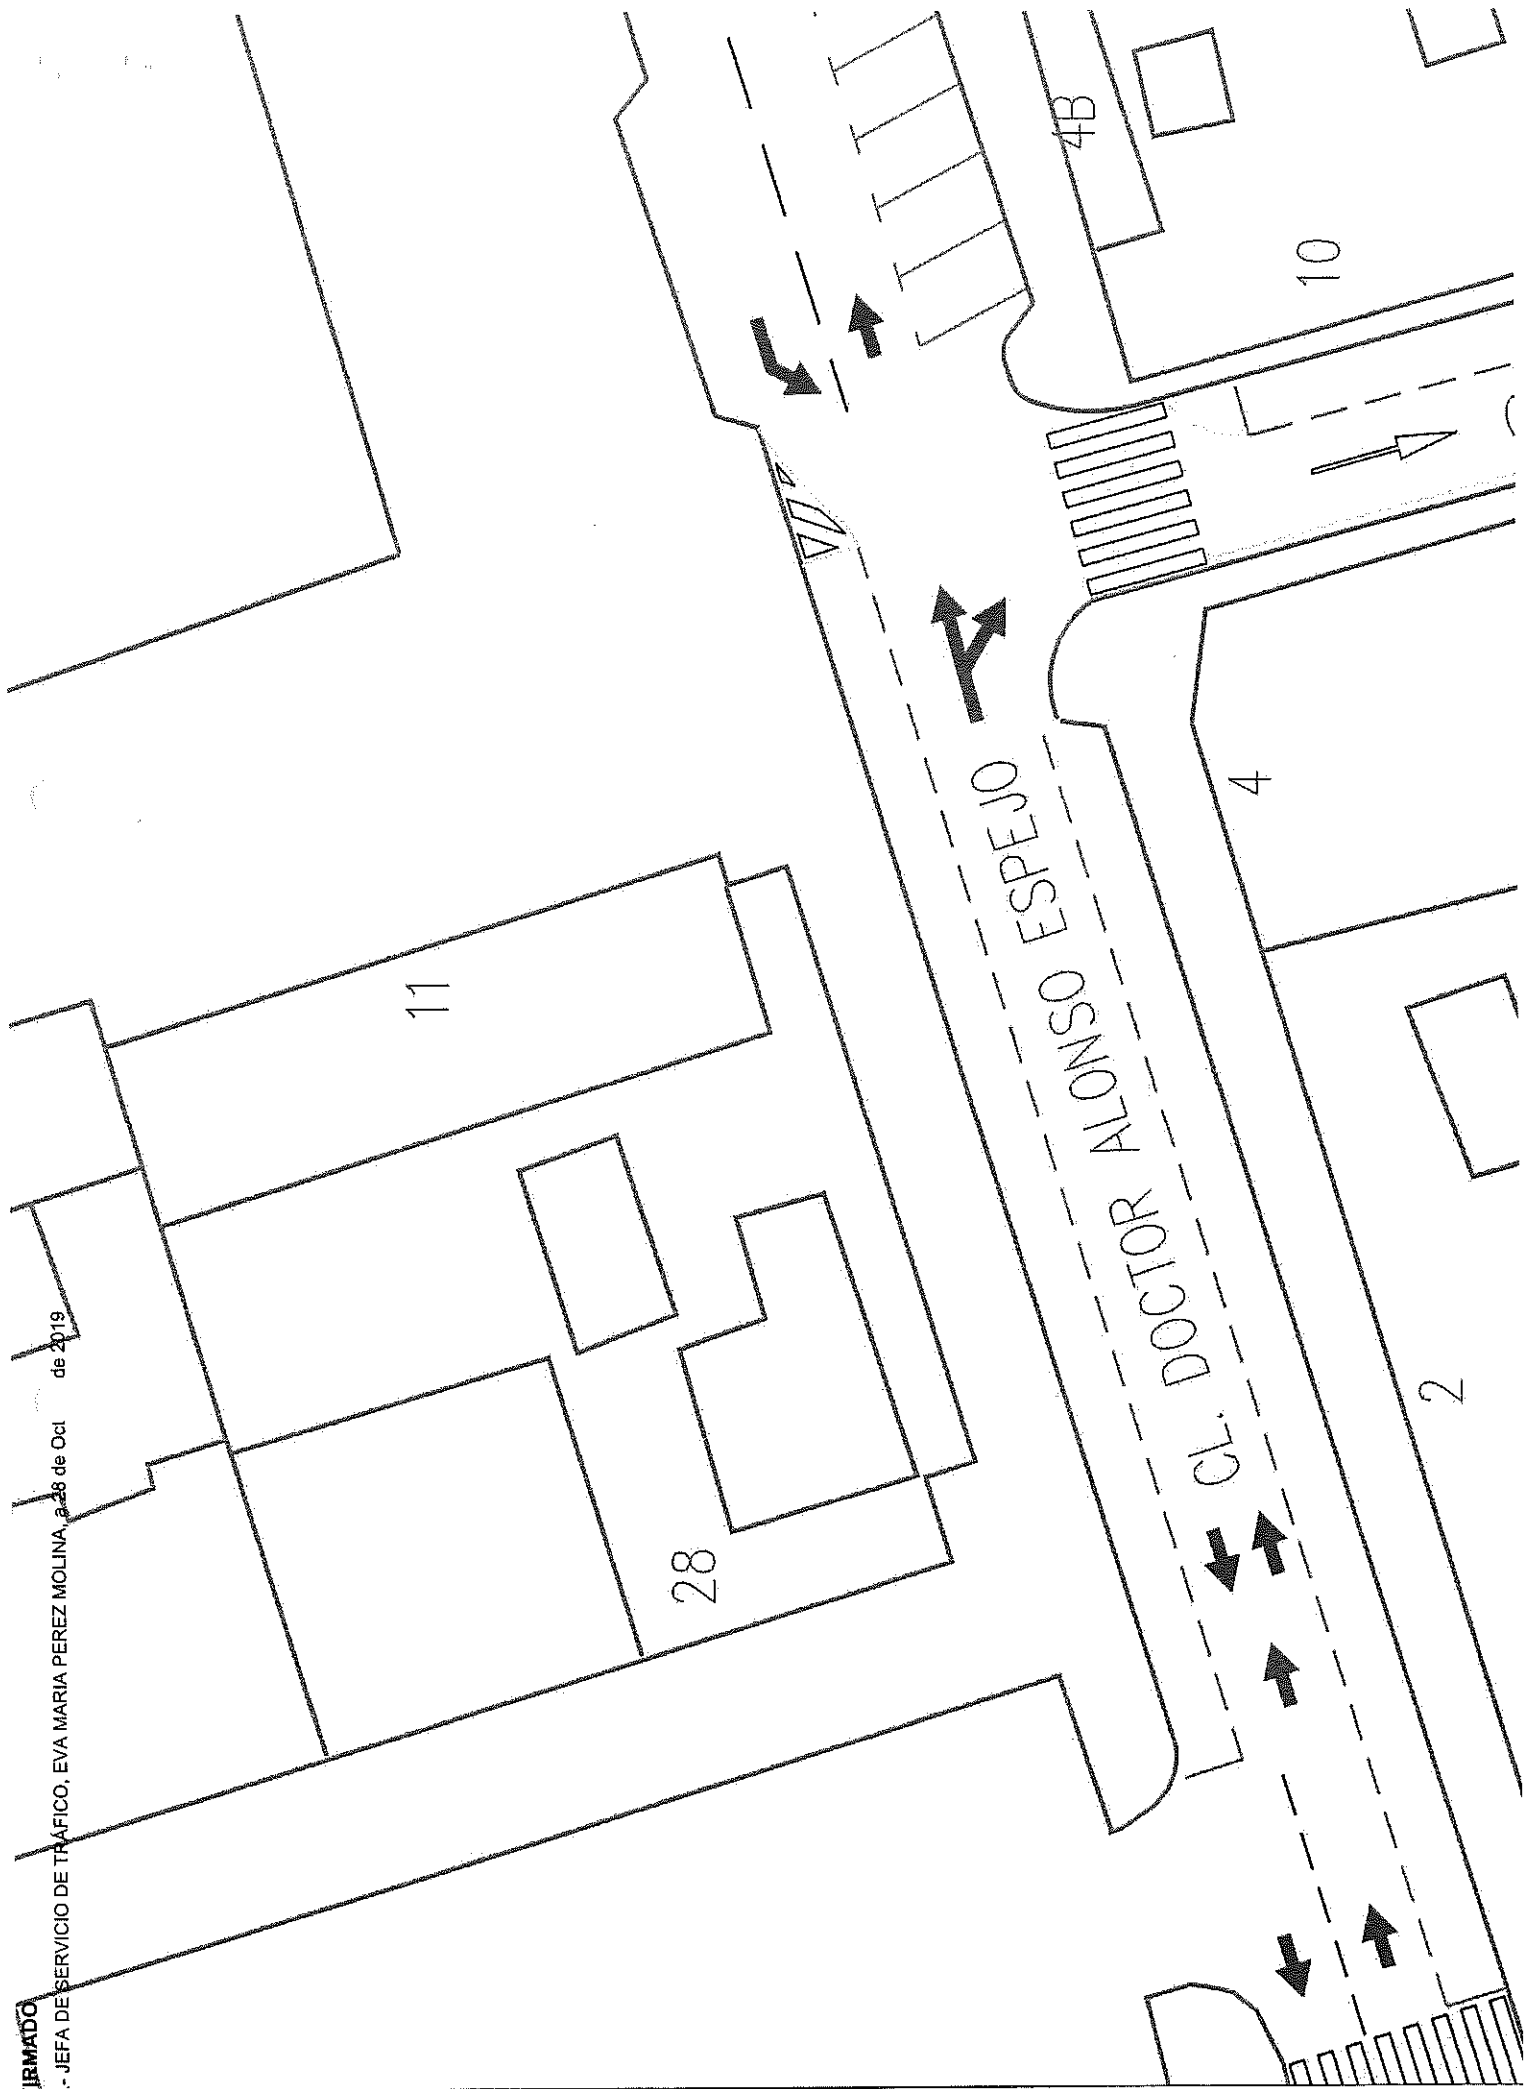 IRMADO
.- JEFA DE SERVICIO DE TRÁFICO, EVA MARIA PEREZ MOLINA, a 28 de Oct de 2019
11
28
CL. DOCTOR ALONSO ESPEJO
4B
10
4
2